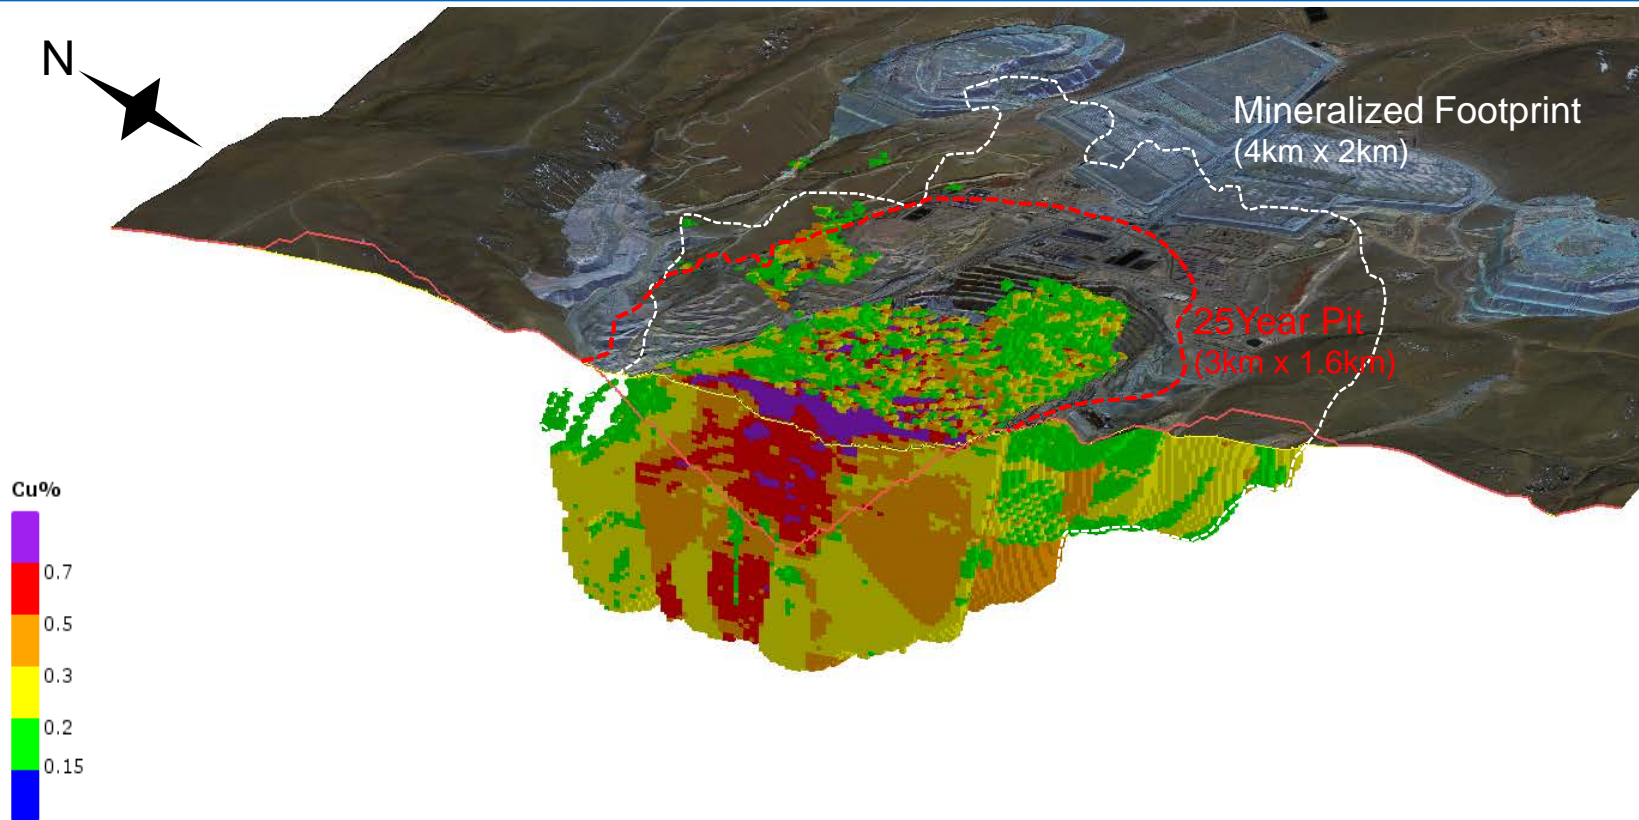 N
Mineralized Footprint
(4km x 2km)
25Year Pit
(3km x 1.6km)
Cu%
0.7
0.5
0.3
0.2
0.15